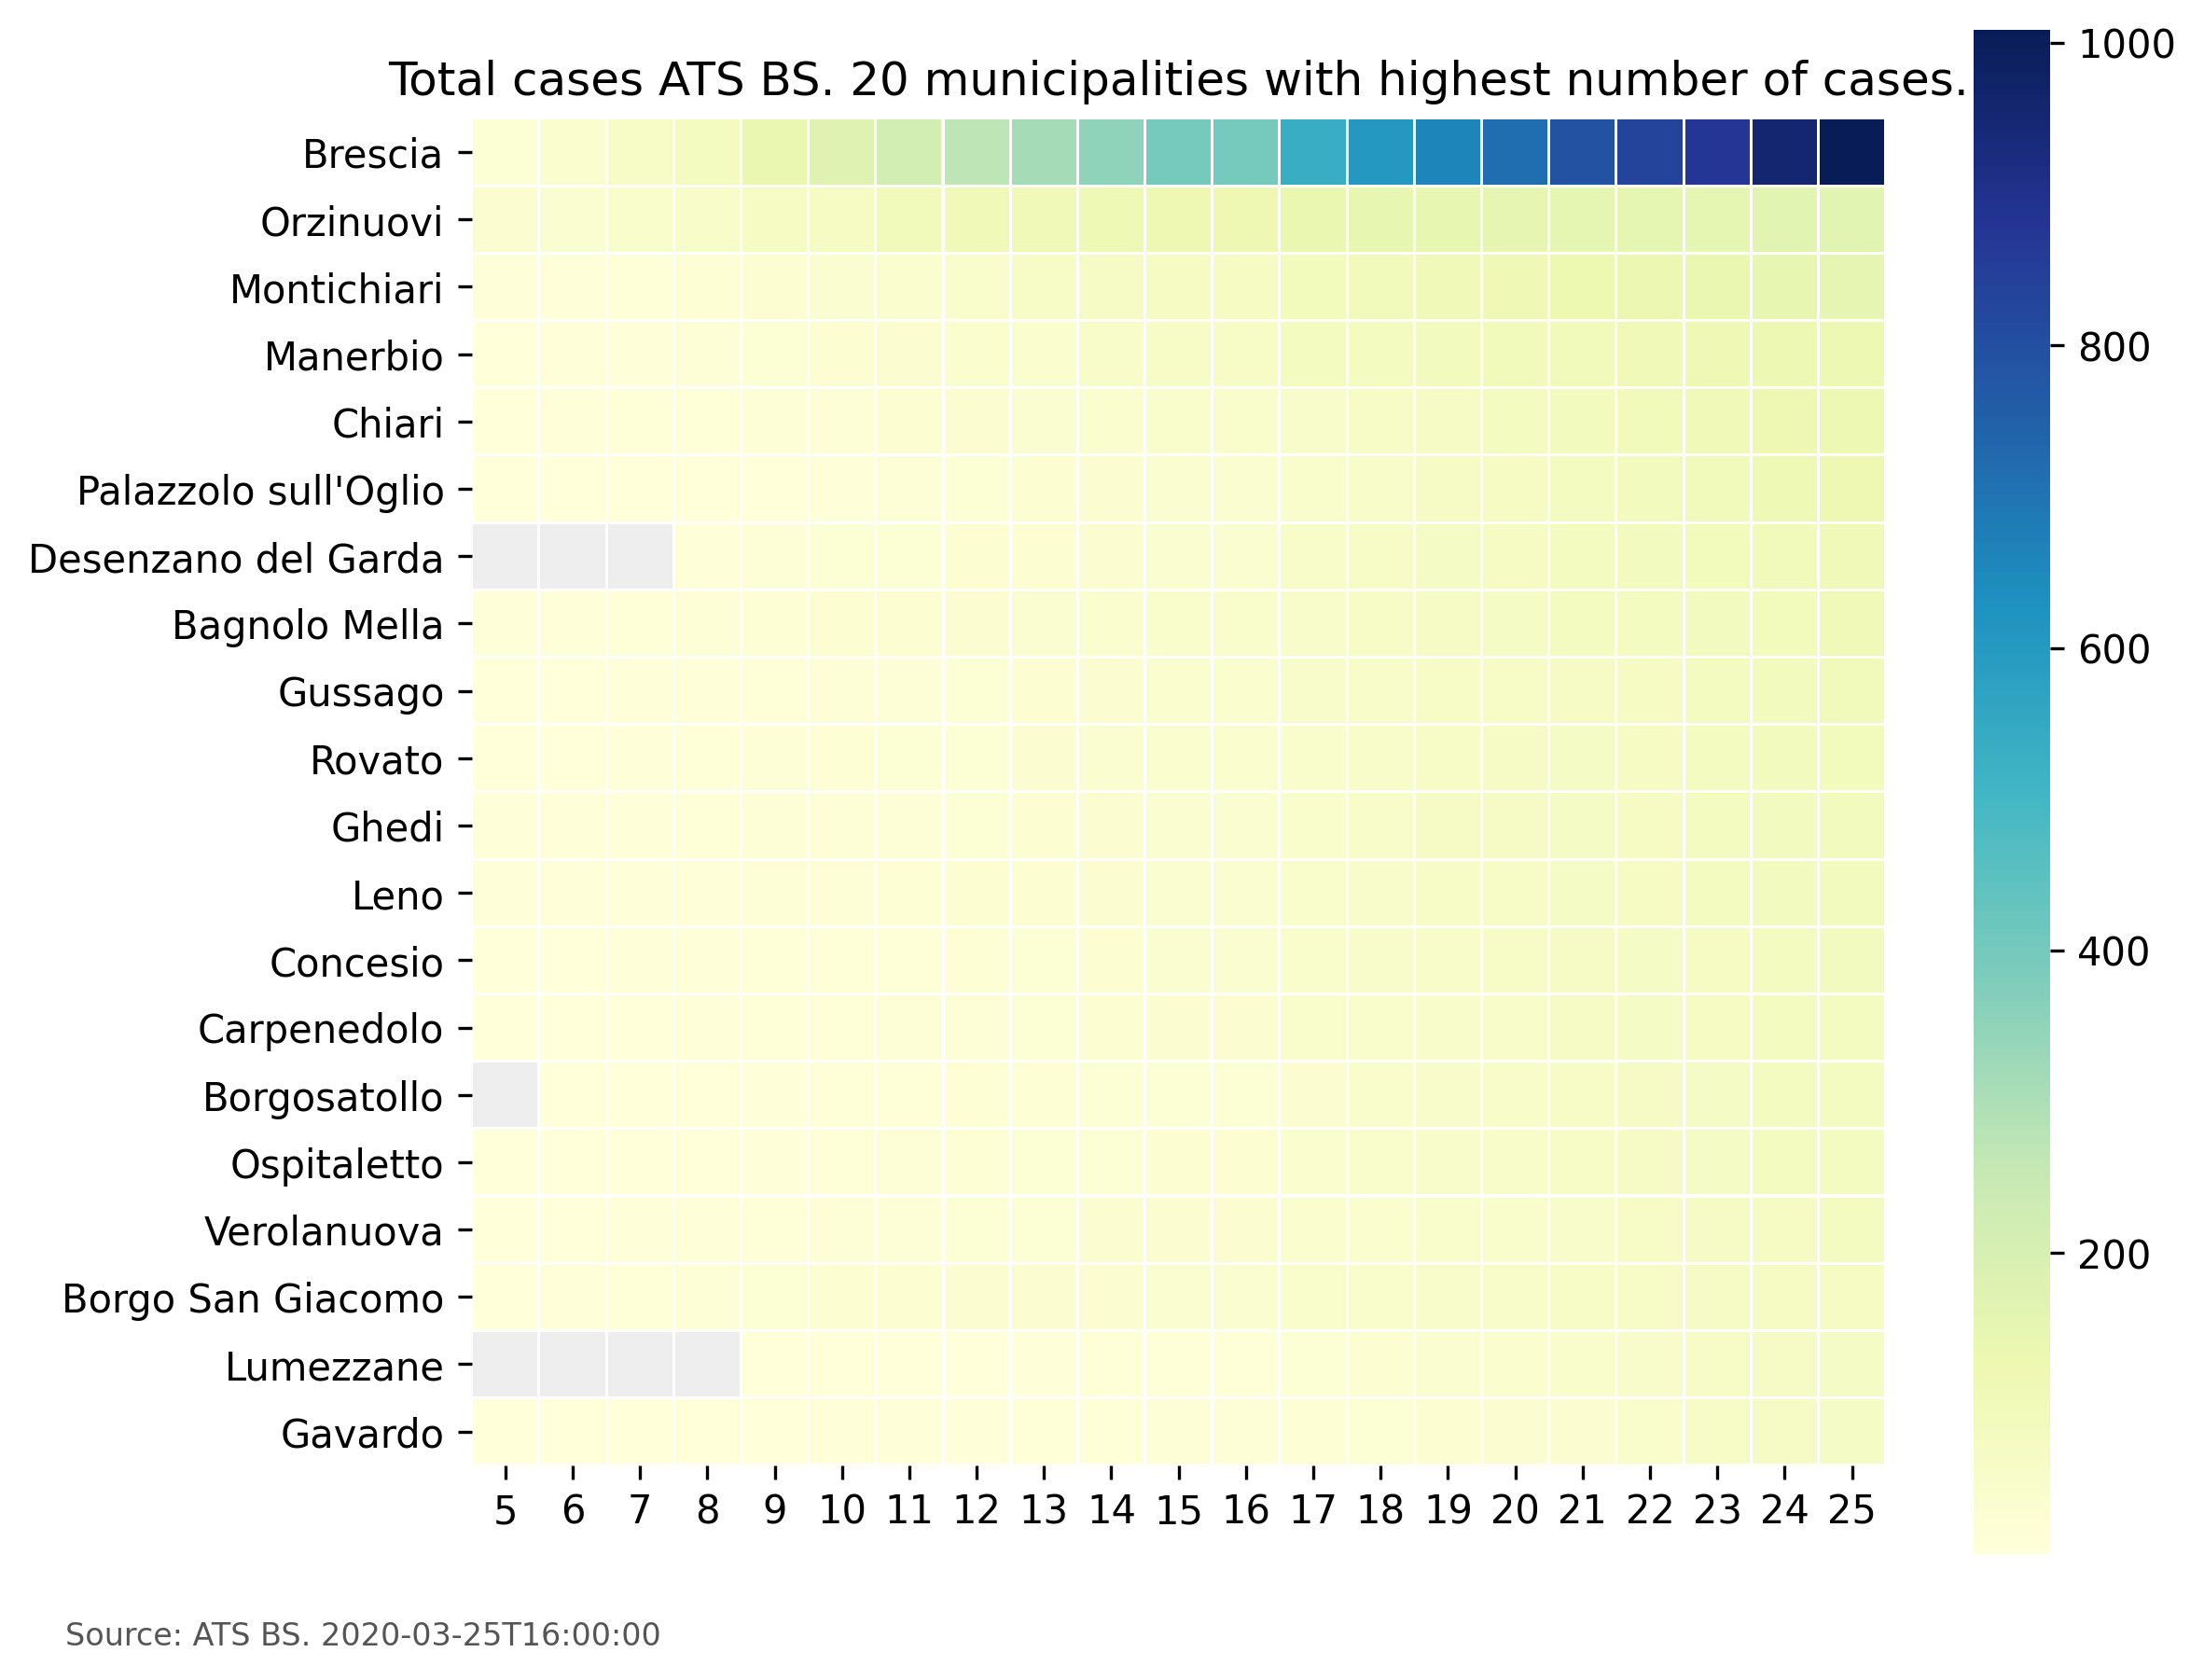 Total cases ATS BS. 20 municipalities with highest number of cases.
Brescia
Orzinuovi
Montichiari
Manerbio
Chiari
Palazzolo sull'Oglio
Desenzano del Garda
Bagnolo Mella
Gussago
Rovato
Ghedi
Leno
Concesio
Carpenedolo
Borgosatollo
Ospitaletto
Verolanuova
Borgo San Giacomo
Lumezzane
Gavardo
5 6 7 8 9 10 11 12 13 14 15 16 17 18 19 20 21 22 23 24 25
1000
800
600
400
200
Source: ATS BS. 2020-03-25T16:00:00